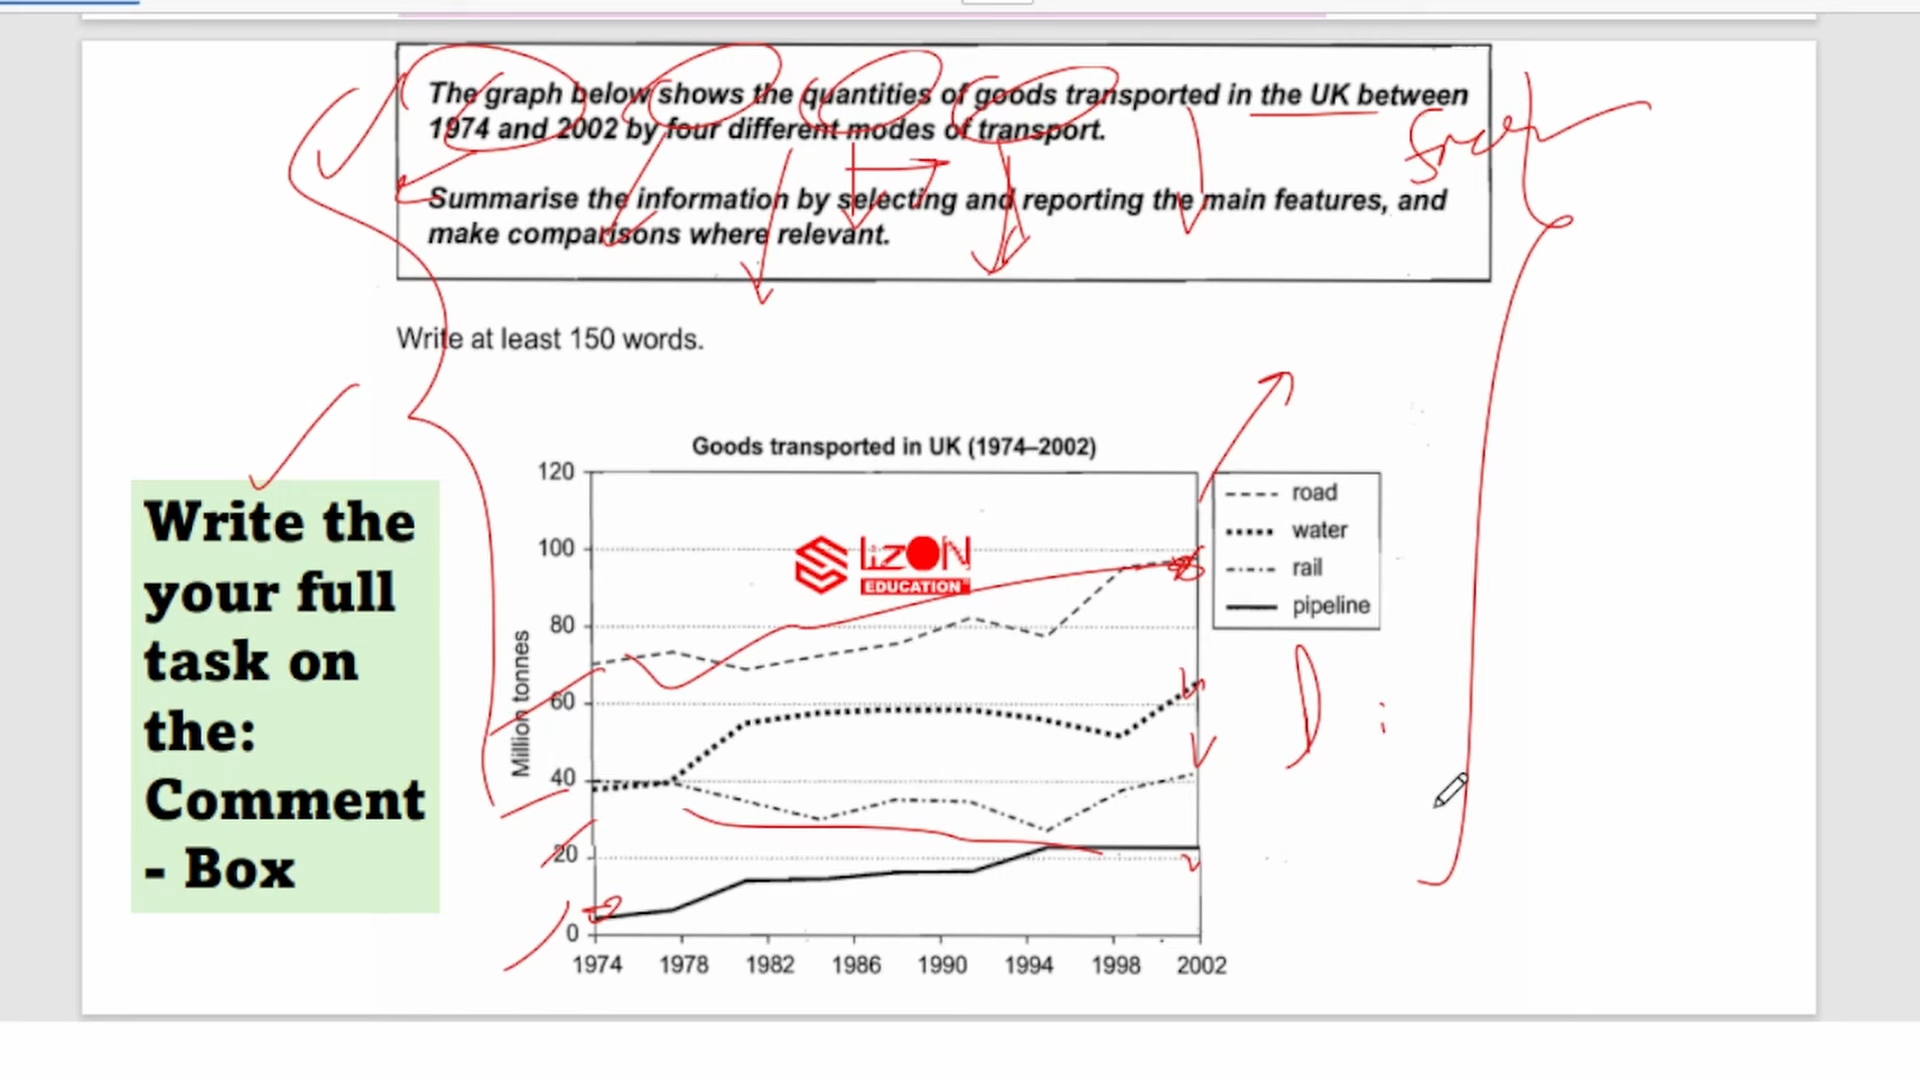 The graph below shows the quantities of goods transported in the UK between
1974 and 2002 by four different modes of transport.
Summarise the information by selecting and reporting the main features, and
make comparisons where relevant.
Write at least 150 words.
Write the
your full
task on
the:
Comment
- Box
Goods transported in UK (1974–2002)
120
100
80
60
40
20
0
Million tonnes
1974 1978 1982 1986 1990 1994 1998 2002
road
water
rail
pipeline
LizON
EDUCATION
D :